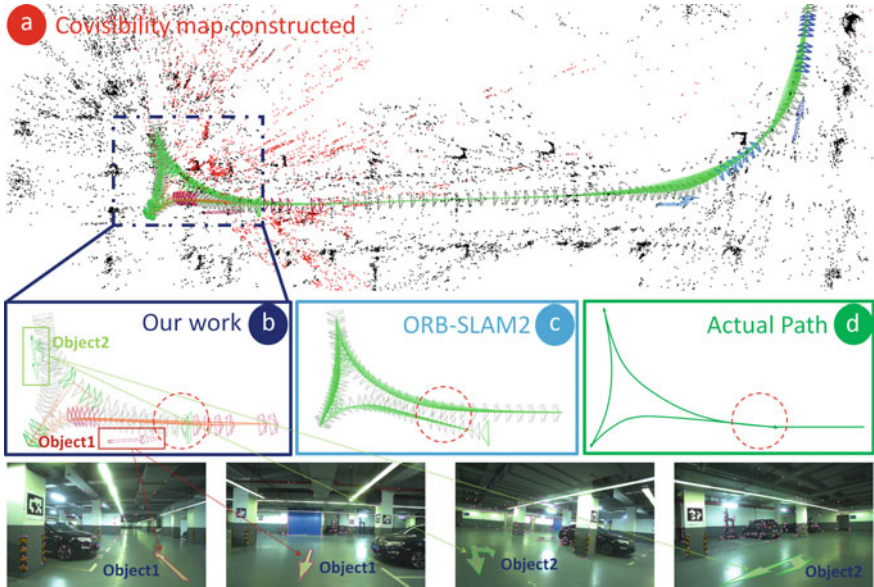 a Covisibility map constructed
Our work b
Object2
Object1
ORB-SLAM2 c
Actual Path d
Object1
Object1
Object2
Object2